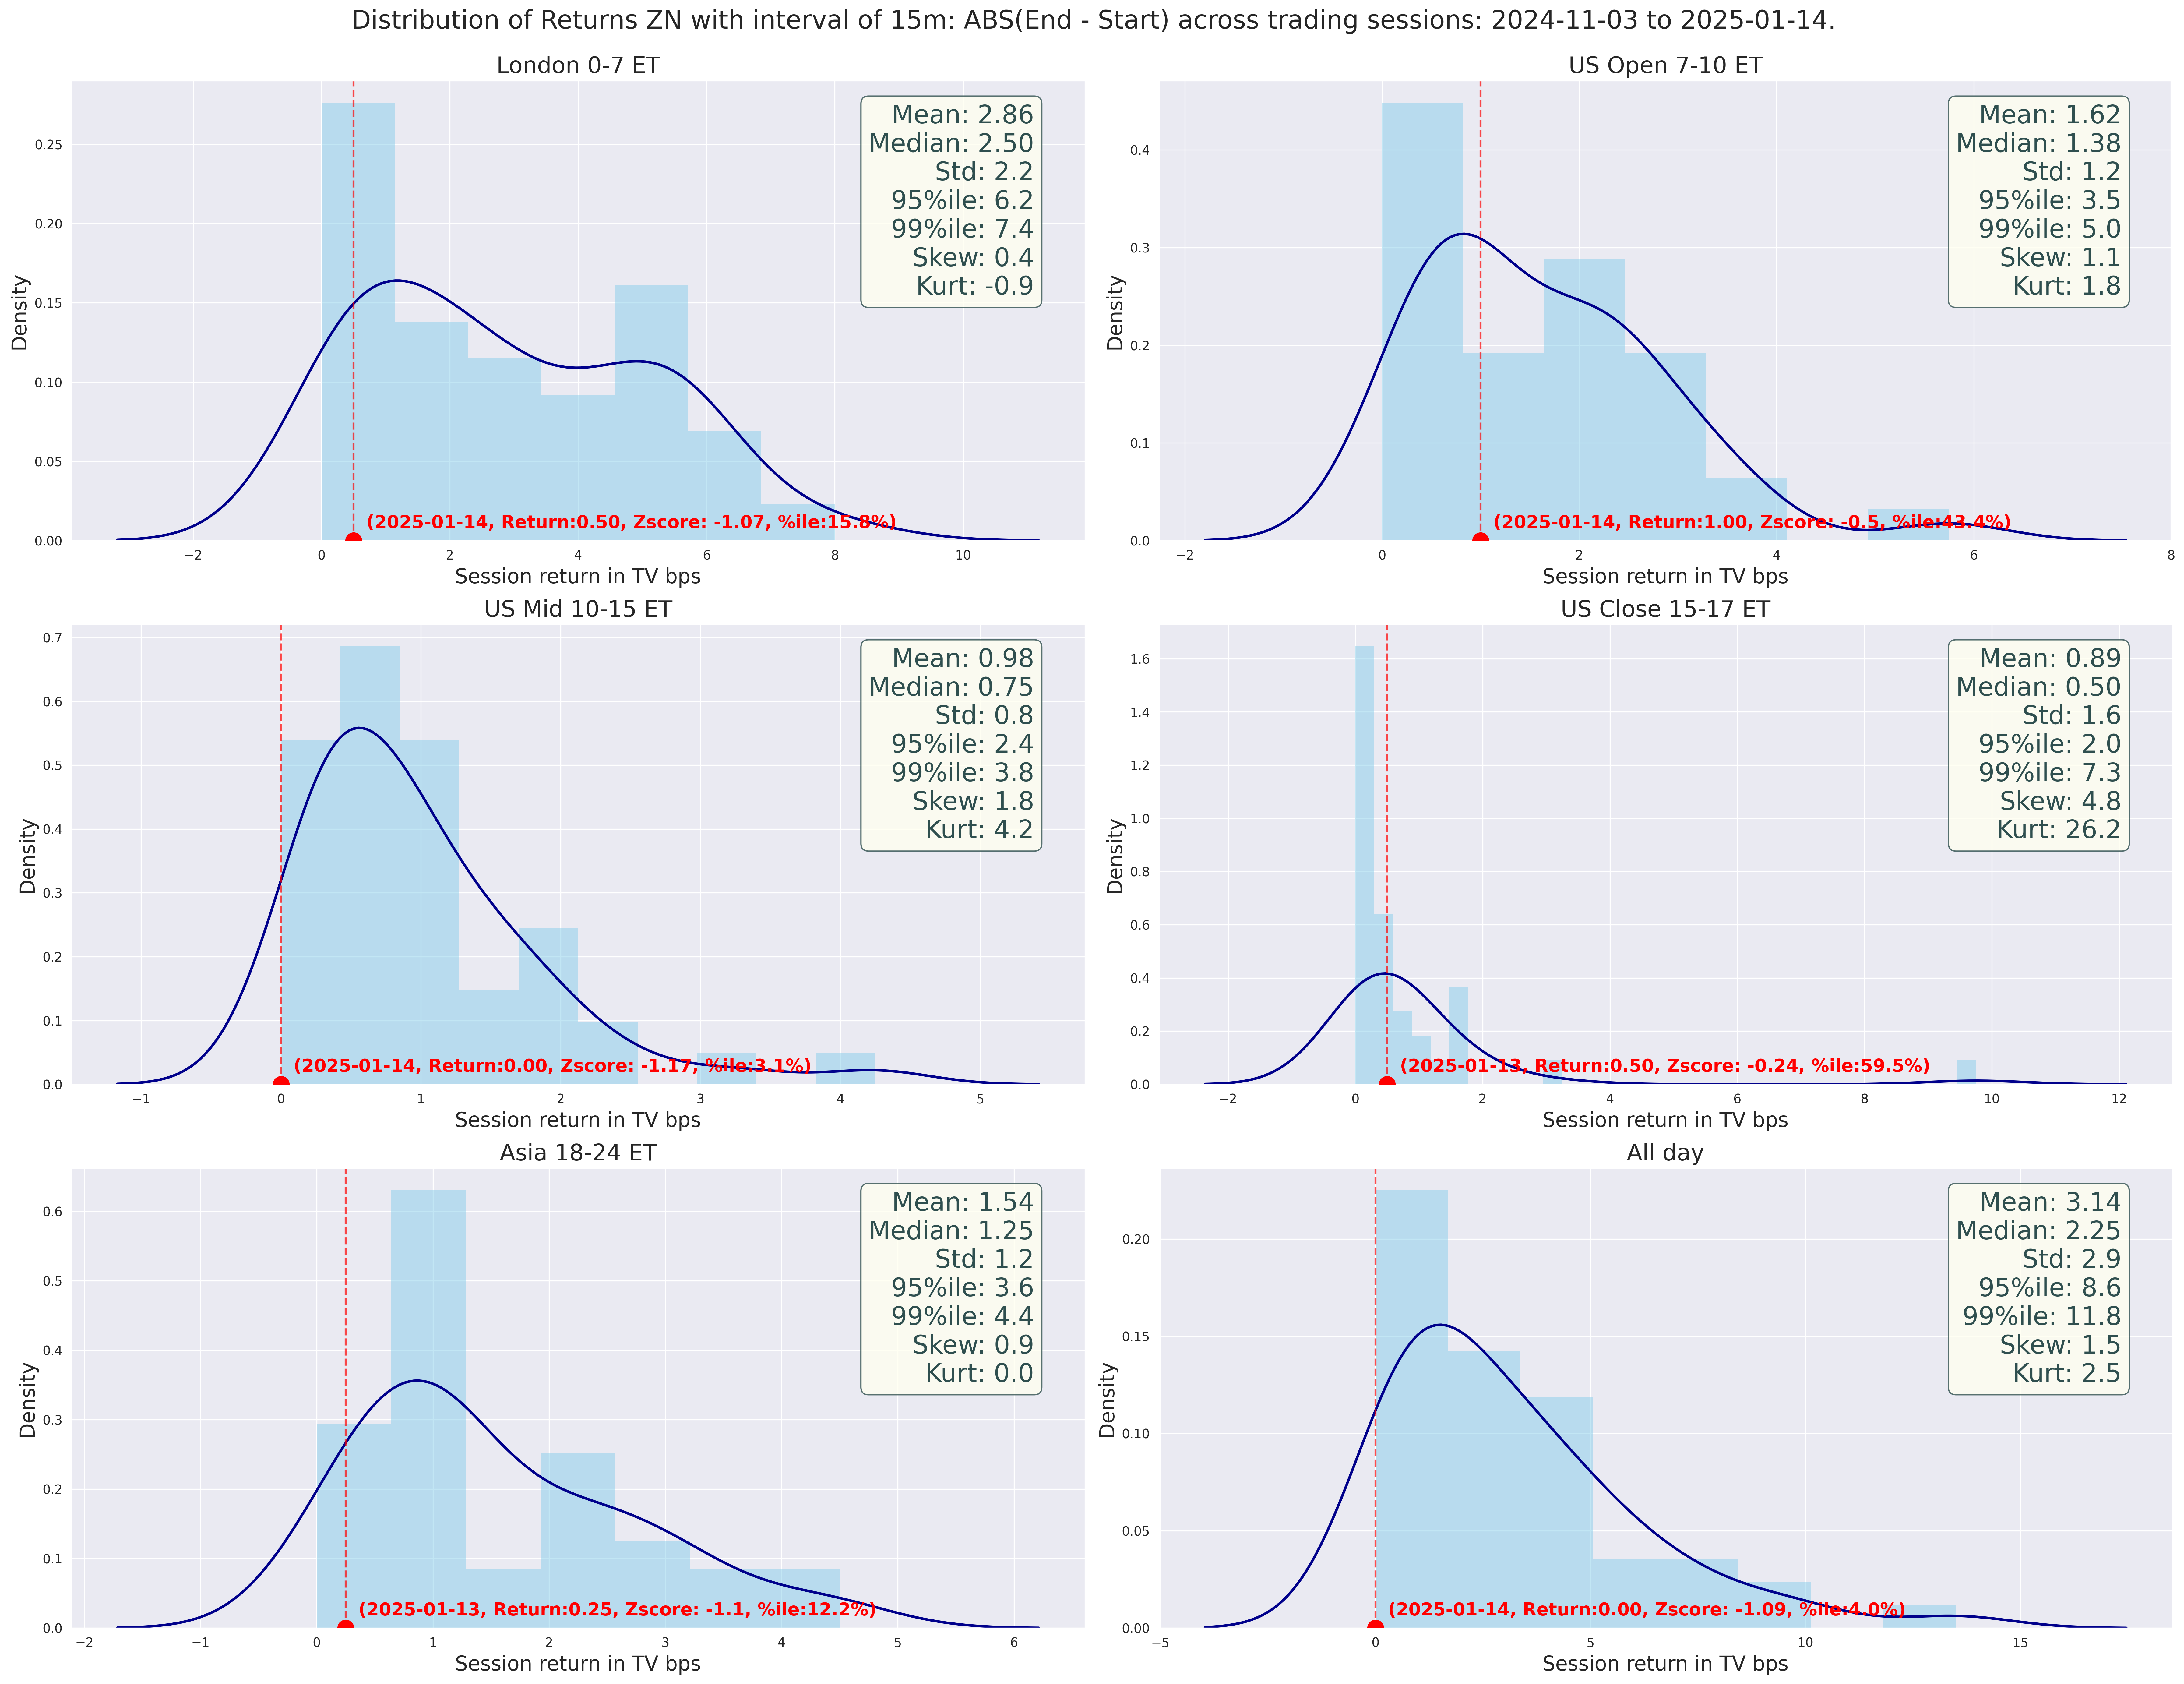 Distribution of Returns ZN with interval of 15m: ABS(End - Start) across trading sessions: 2024-11-03 to 2025-01-14.
London 0-7 ET
Density
0.25
0.20
0.15
0.10
0.05
0.00
Mean: 2.86
Median: 2.50
Std: 2.2
95%ile: 6.2
99%ile: 7.4
Skew: 0.4
Kurt: -0.9
(2025-01-14, Return:0.50, Zscore: -1.07, %ile:15.8%)
−2 0 2 4 6 8 10
Session return in TV bps
US Open 7-10 ET
Density
0.4
0.3
0.2
0.1
0.0
Mean: 1.62
Median: 1.38
Std: 1.2
95%ile: 3.5
99%ile: 5.0
Skew: 1.1
Kurt: 1.8
(2025-01-14, Return:1.00, Zscore: -0.5, %ile:43.4%)
−2 0 2 4 6 8
Session return in TV bps
US Mid 10-15 ET
Density
0.7
0.6
0.5
0.4
0.3
0.2
0.1
0.0
Mean: 0.98
Median: 0.75
Std: 0.8
95%ile: 2.4
99%ile: 3.8
Skew: 1.8
Kurt: 4.2
(2025-01-14, Return:0.00, Zscore: -1.17, %ile:3.1%)
−1 0 1 2 3 4 5
Session return in TV bps
US Close 15-17 ET
Density
1.6
1.4
1.2
1.0
0.8
0.6
0.4
0.2
0.0
Mean: 0.89
Median: 0.50
Std: 1.6
95%ile: 2.0
99%ile: 7.3
Skew: 4.8
Kurt: 26.2
(2025-01-13, Return:0.50, Zscore: -0.24, %ile:59.5%)
−2 0 2 4 6 8 10 12
Session return in TV bps
Asia 18-24 ET
Density
0.6
0.5
0.4
0.3
0.2
0.1
0.0
Mean: 1.54
Median: 1.25
Std: 1.2
95%ile: 3.6
99%ile: 4.4
Skew: 0.9
Kurt: 0.0
(2025-01-13, Return:0.25, Zscore: -1.1, %ile:12.2%)
−2 −1 0 1 2 3 4 5 6
Session return in TV bps
All day
Density
0.20
0.15
0.10
0.05
0.00
Mean: 3.14
Median: 2.25
Std: 2.9
95%ile: 8.6
99%ile: 11.8
Skew: 1.5
Kurt: 2.5
(2025-01-14, Return:0.00, Zscore: -1.09, %ile:4.0%)
−5 0 5 10 15
Session return in TV bps